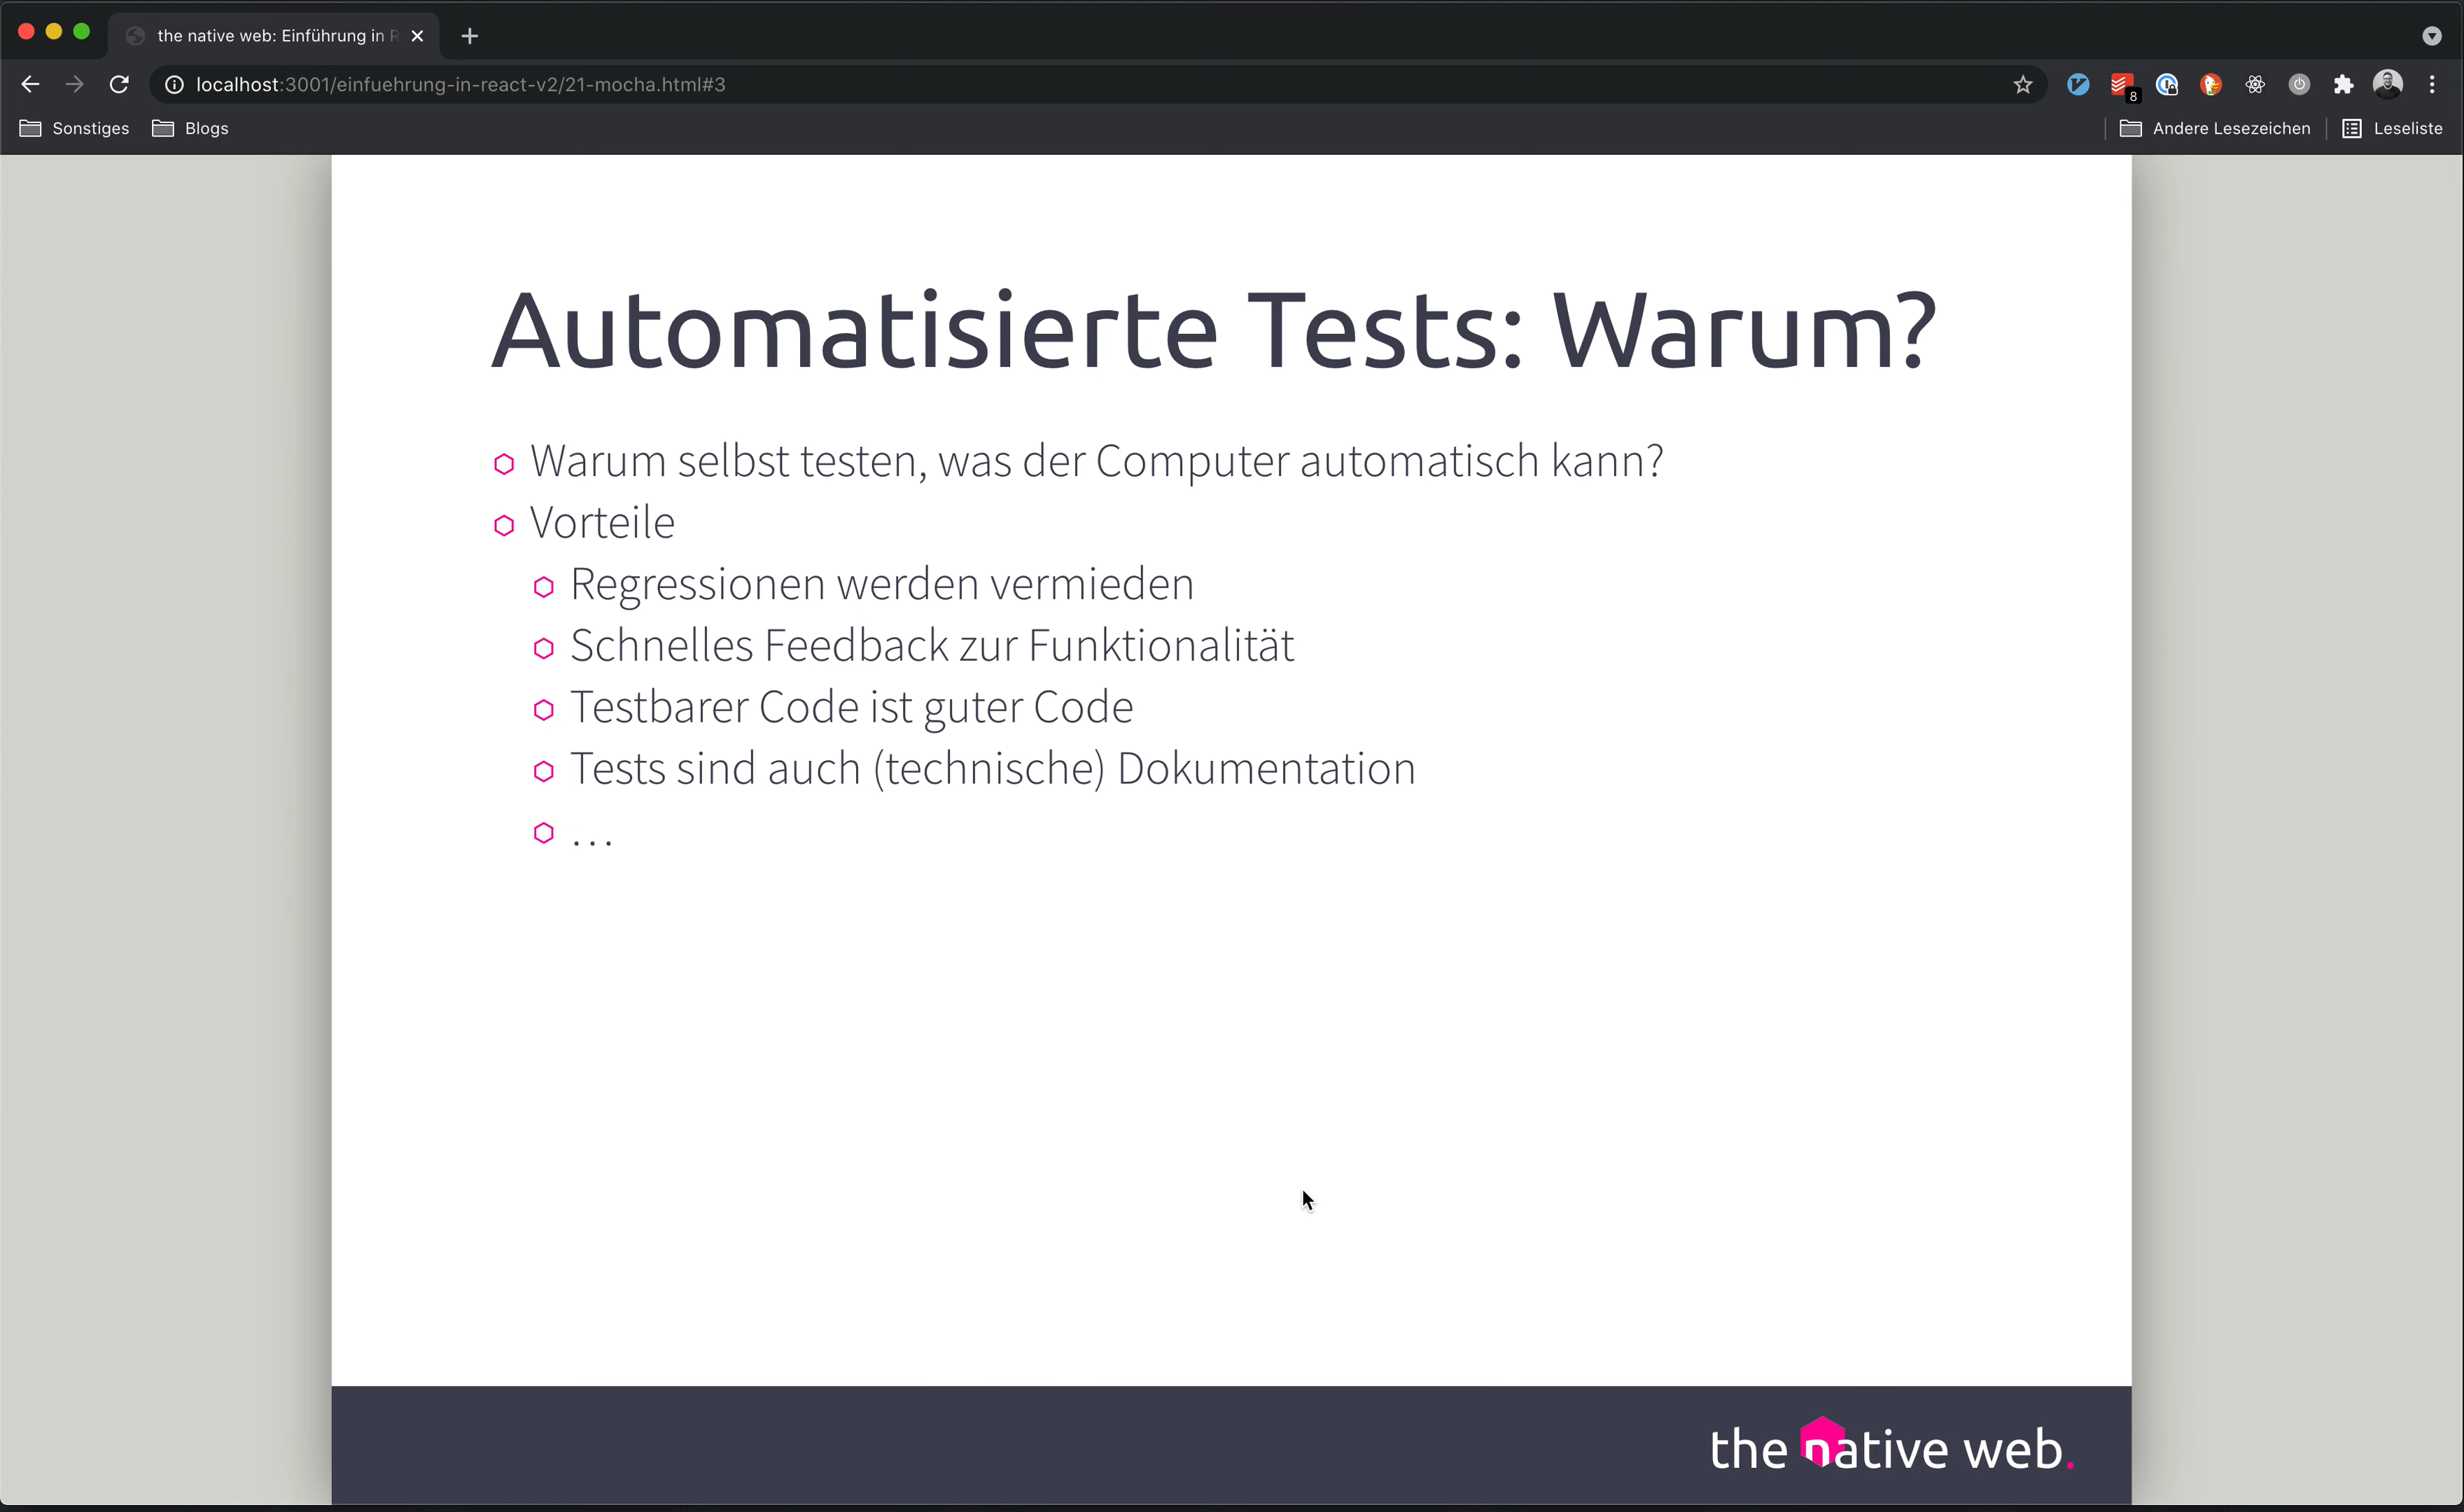 the native web: Einführung in R
localhost:3001/einfuehrung-in-react-v2/21-mocha.html#3
8
Sonstiges
Blogs
Andere Lesezeichen
Leseliste
Automatisierte Tests: Warum?
Warum selbst testen, was der Computer automatisch kann?
Vorteile
Regressionen werden vermieden
Schnelles Feedback zur Funktionalität
Testbarer Code ist guter Code
Tests sind auch (technische) Dokumentation
...
the native web.